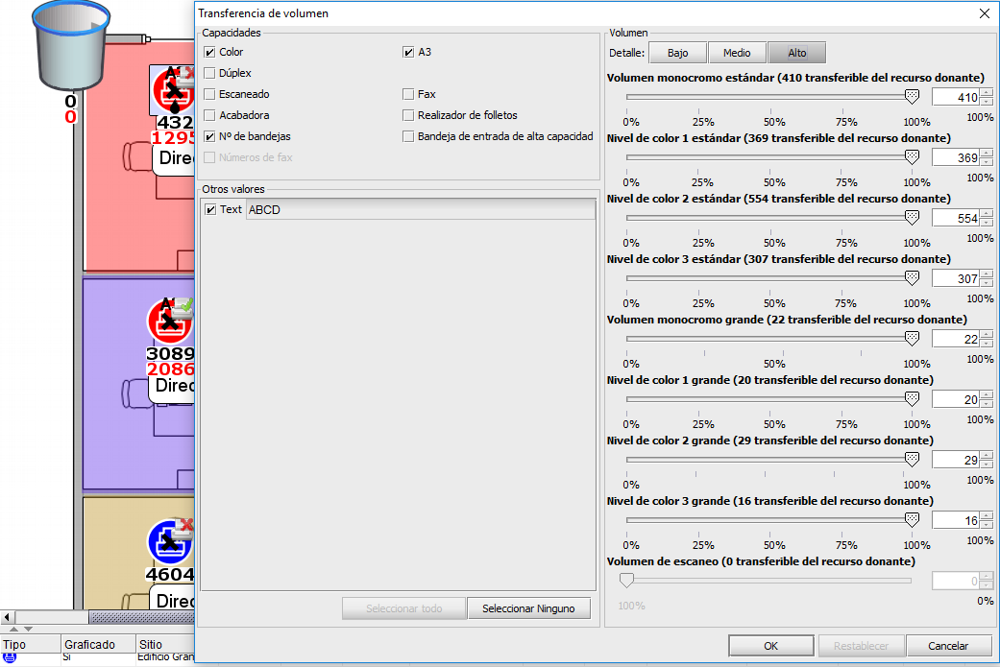 Transferencia de volumen
Capacidades
Color
A3
Dúplex
Escaneado
Fax
Acabadora
Realizador de folletos
Nº de bandejas
Bandeja de entrada de alta capacidad
Números de fax
Otros valores
Text ABCD
Seleccionar todo
Seleccionar Ninguno
Volumen
Detalle: Bajo Medio Alto
Volumen monocromo estándar (410 transferible del recurso donante)
410
0% 25% 50% 75% 100% 100%
Nivel de color 1 estándar (369 transferible del recurso donante)
369
0% 25% 50% 75% 100% 100%
Nivel de color 2 estándar (554 transferible del recurso donante)
554
0% 25% 50% 75% 100% 100%
Nivel de color 3 estándar (307 transferible del recurso donante)
307
0% 25% 50% 75% 100% 100%
Volumen monocromo grande (22 transferible del recurso donante)
22
0% 50% 100% 100%
Nivel de color 1 grande (20 transferible del recurso donante)
20
0% 25% 50% 75% 100% 100%
Nivel de color 2 grande (29 transferible del recurso donante)
29
0% 100% 100%
Nivel de color 3 grande (16 transferible del recurso donante)
16
0% 25% 50% 75% 100% 100%
Volumen de escaneo (0 transferible del recurso donante)
0
100% 0%
OK Restablecer Cancelar
0
0
432
1295
Direc
3089
2086
Direc
4604
Direc
Tipo Graficado Sitio
Sí Edificio Gran